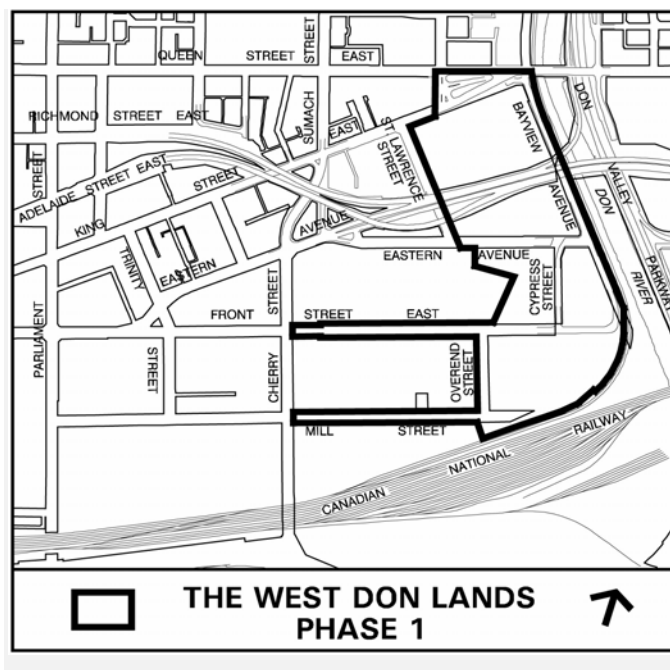 QUEEN STREET EAST
STREET
RICHMOND STREET EAST
SUMACH
EAST
ST LAWRENCE
STREET
BAYVIEW
AVENUE
DON
VALLEY
PARKWAY
DON
RIVER
STREET
ADELAIDE STREET EAST
KING
STREET
AVENUE
TRINITY
EASTERN
EASTERN AVENUE
CYPRESS
STREET
FRONT STREET EAST
STREET
PARLIAMENT
STREET
CHERRY
OVEREND
STREET
MILL STREET
CANADIAN NATIONAL RAILWAY
THE WEST DON LANDS
PHASE 1